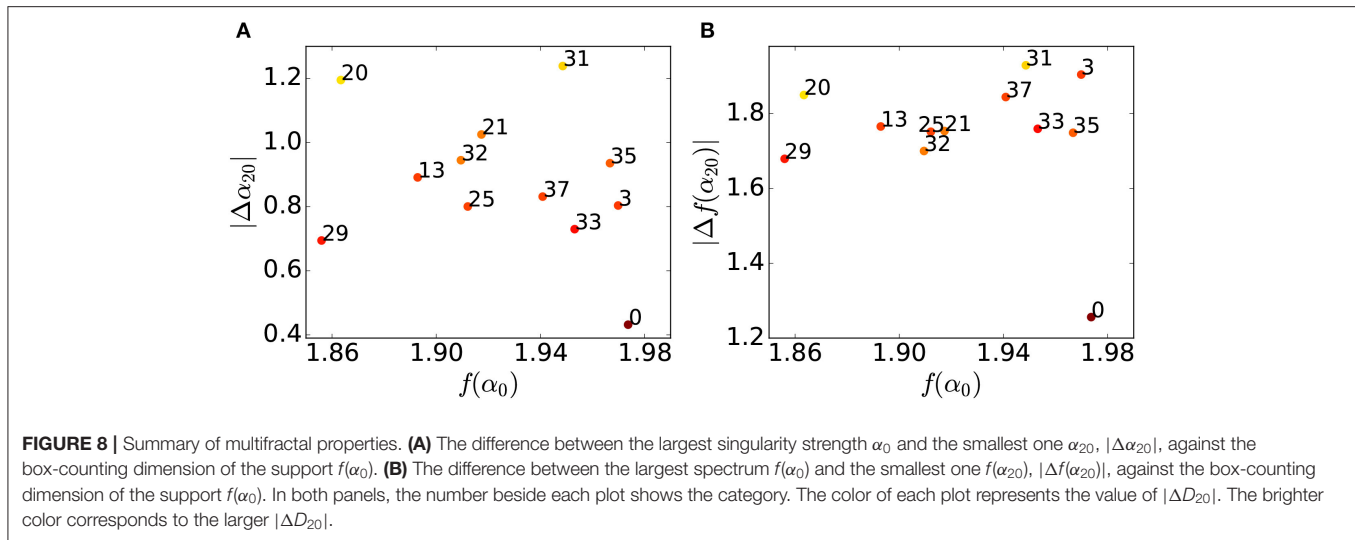 A
B
1.2
1.0
0.8
0.6
0.4
|Δα₂₀|
20
31
21
32
13
35
25
37
3
33
29
0
1.86 1.90 1.94 1.98
f(α₀)
1.8
1.6
1.4
1.2
|Δf(α₂₀)|
31
3
20
37
13
25
21
33
35
32
29
0
1.86 1.90 1.94 1.98
f(α₀)
FIGURE 8 | Summary of multifractal properties. (A) The difference between the largest singularity strength α₀ and the smallest one α₂₀, |Δα₂₀|, against the
box-counting dimension of the support f(α₀). (B) The difference between the largest spectrum f(α₀) and the smallest one f(α₂₀), |Δf(α₂₀)|, against the box-counting
dimension of the support f(α₀). In both panels, the number beside each plot shows the category. The color of each plot represents the value of |ΔD₂₀|. The brighter
color corresponds to the larger |ΔD₂₀|.